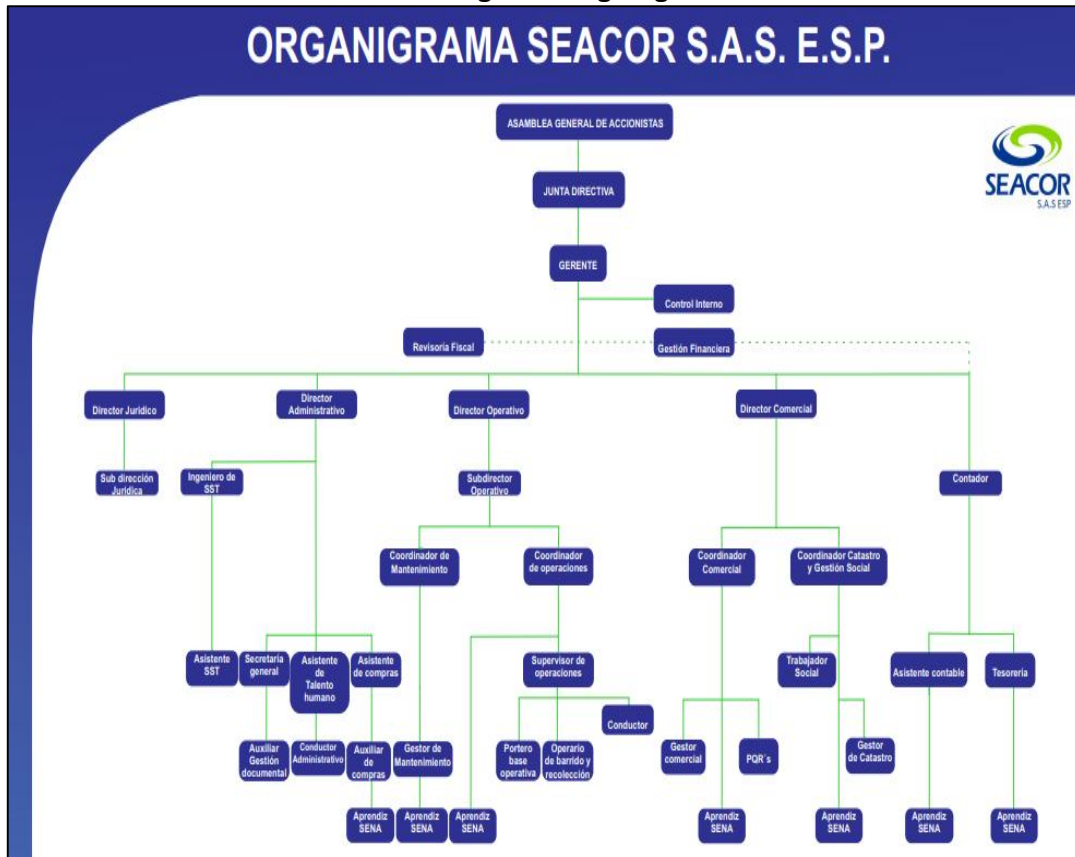 ORGANIGRAMA SEACOR S.A.S. E.S.P.
ASAMBLEA GENERAL DE ACCIONISTAS
SEACOR
S.A.S ESP
JUNTA DIRECTIVA
GERENTE
Control Interno
Revisoría Fiscal
Gestión Financiera
Director Jurídico
Director
Administrativo
Director Operativo
Director Comercial
Sub dirección
Jurídica
Ingeniero de
SST
Subdirector
Operativo
Contador
Coordinador de
Mantenimiento
Coordinador
de operaciones
Coordinador
Comercial
Coordinador Catastro
y Gestión Social
Asistente
SST
Secretaría
general
Asistente
de
Talento
humano
Asistente
de compras
Supervisor de
operaciones
Trabajador
Social
Asistente contable
Tesorería
Conductor
Auxiliar
Gestión
documental
Conductor
Administrativo
Auxiliar
de
compras
Gestor de
Mantenimiento
Portero
base
operativa
Operario
de barrido y
recolección
Gestor
comercial
PQR´s
Gestor
de Catastro
Aprendiz
SENA
Aprendiz
SENA
Aprendiz
SENA
Aprendiz
SENA
Aprendiz
SENA
Aprendiz
SENA
Aprendiz
SENA